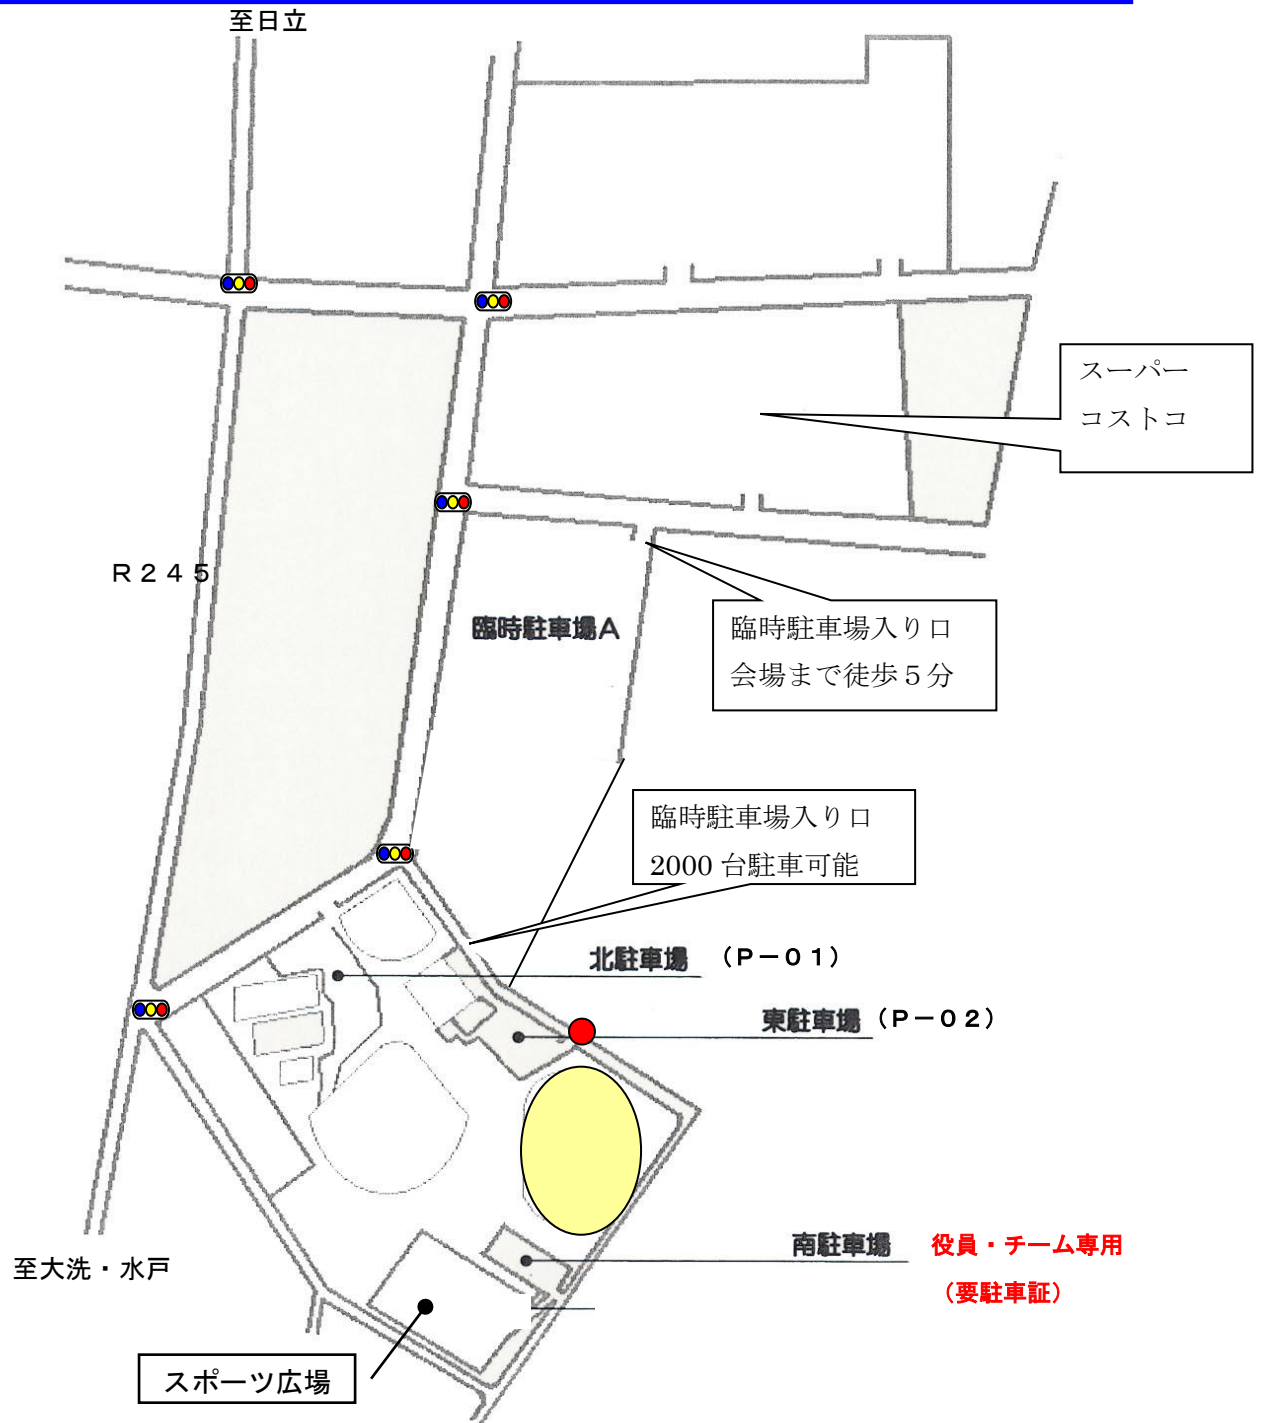 至日立
スーパー
コストコ
R245
臨時駐車場A
臨時駐車場入り口
会場まで徒歩5分
臨時駐車場入り口
2000台駐車可能
北駐車場 (P-01)
東駐車場 (P-02)
南駐車場 役員・チーム専用
(要駐車証)
至大洗・水戸
スポーツ広場